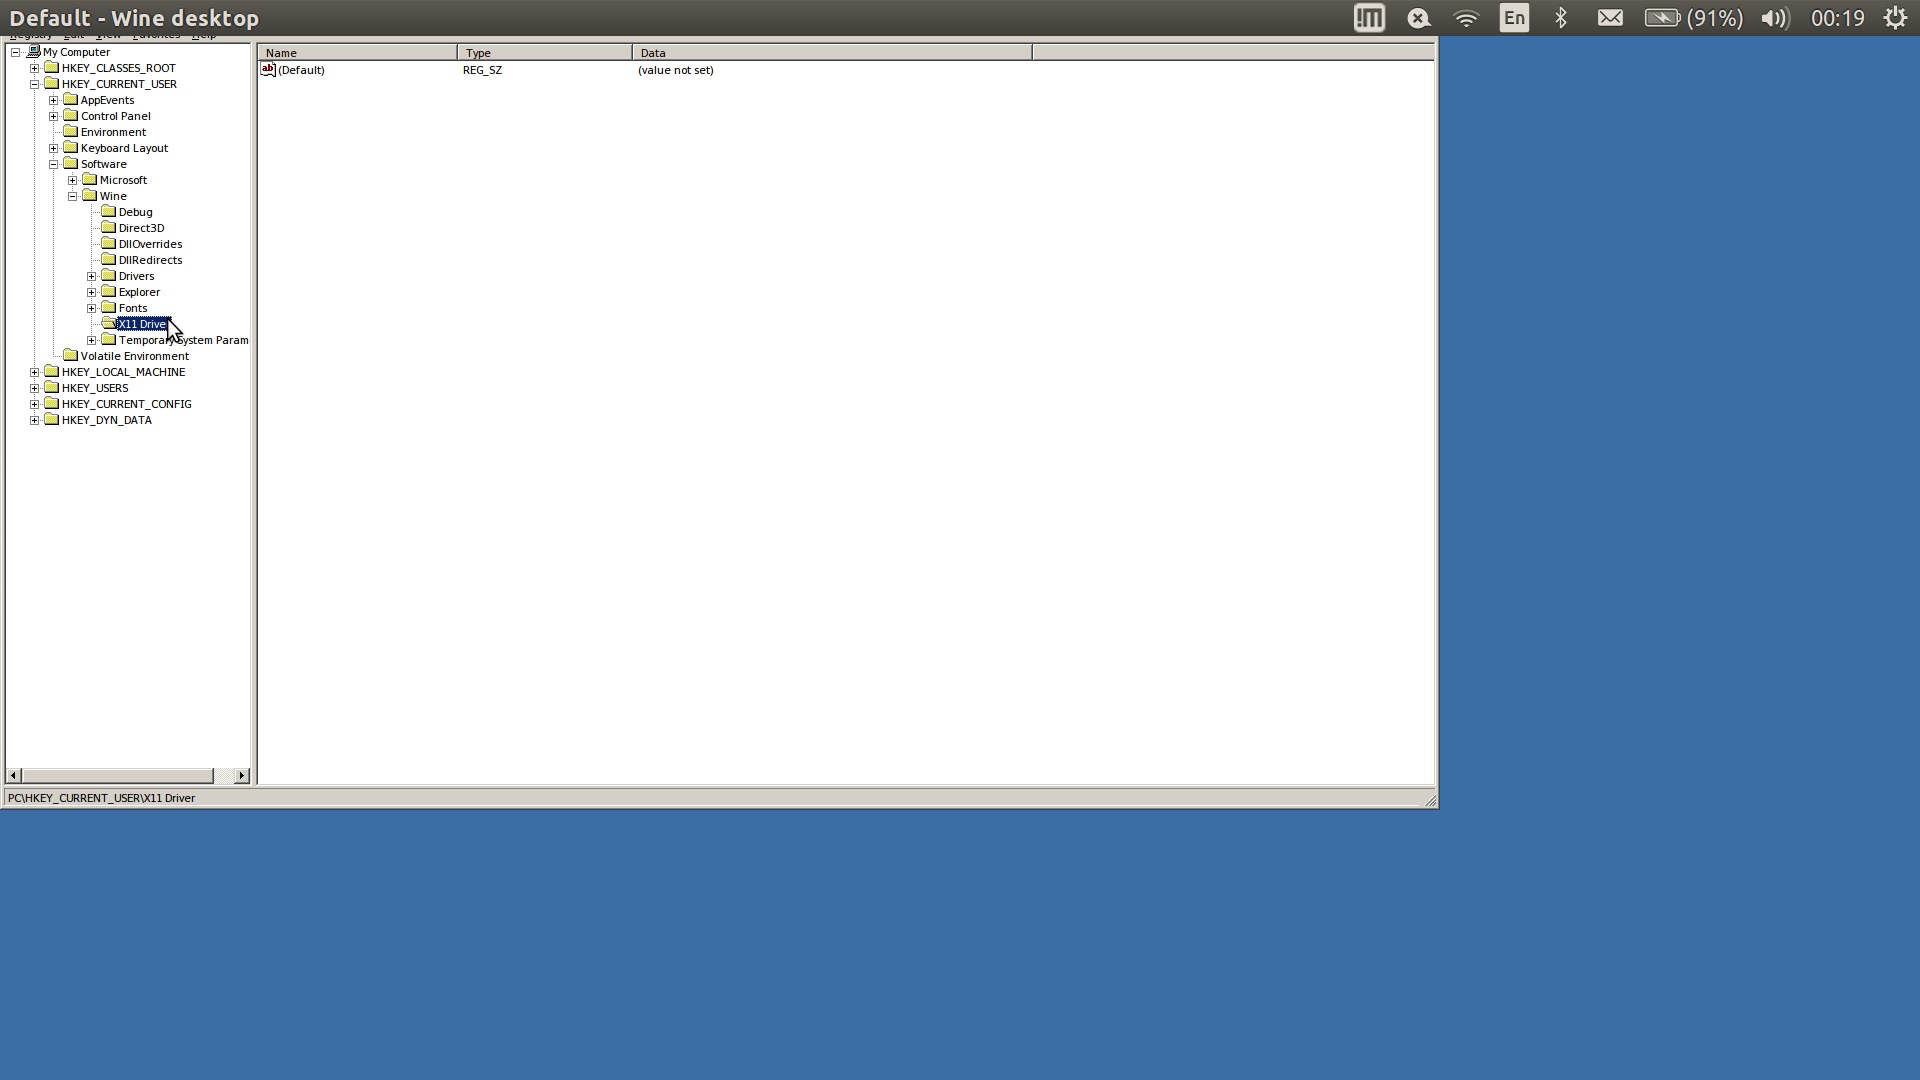 Default - Wine desktop
En
(91%)
00:19
Registry Edit View Favorites Help
My Computer
HKEY_CLASSES_ROOT
HKEY_CURRENT_USER
AppEvents
Control Panel
Environment
Keyboard Layout
Software
Microsoft
Wine
Debug
Direct3D
DllOverrides
DllRedirects
Drivers
Explorer
Fonts
X11 Drive
Temporary System Param
Volatile Environment
HKEY_LOCAL_MACHINE
HKEY_USERS
HKEY_CURRENT_CONFIG
HKEY_DYN_DATA
Name Type Data
ab (Default) REG_SZ (value not set)
PC\HKEY_CURRENT_USER\X11 Driver